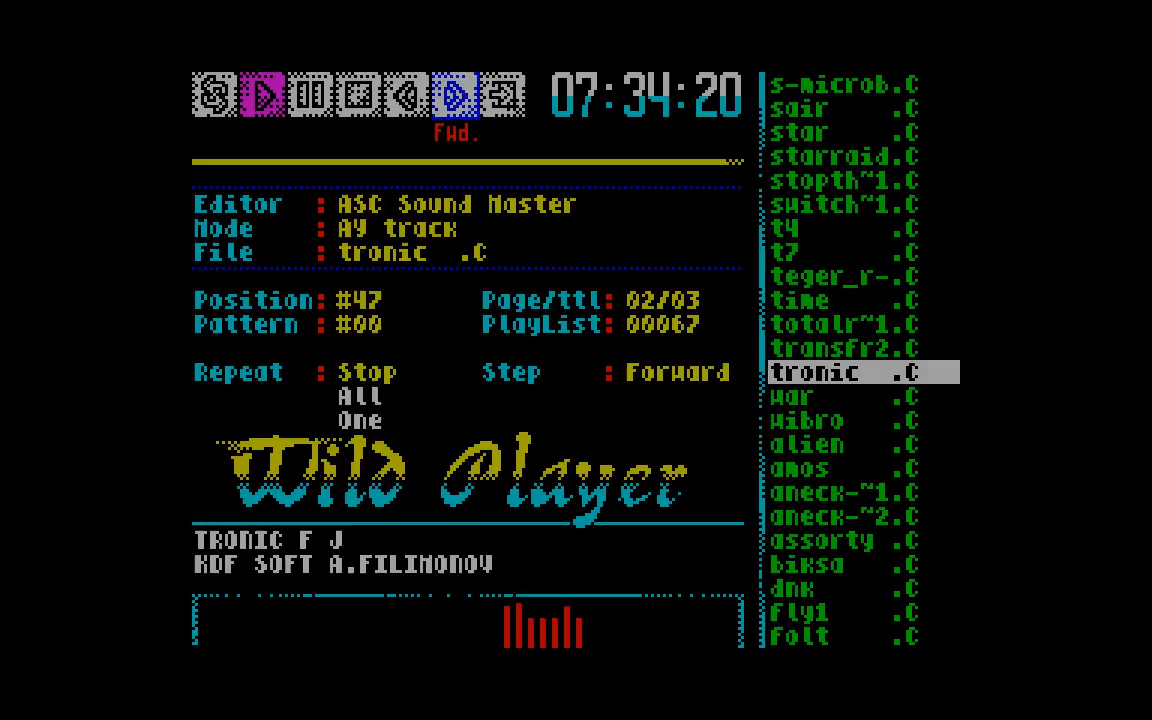 07:34:20
Fwd.
Editor : ASC Sound Master
Mode : AY track
File : tronic .C
Position: #47 Page/ttl: 02/03
Pattern : #00 PlayList: 00067
Repeat : Stop Step : Forward
All
One
Wild Player
TRONIC F J
KDF SOFT A.FILIMONOV
s-microb.C
sair .C
star .C
starraid.C
stopth~1.C
switch~1.C
t4 .C
t7 .C
teger_r-.C
time .C
totalr~1.C
transfr2.C
tronic .C
war .C
wibro .C
alien .C
amos .C
aneck-~1.C
aneck-~2.C
assorty .C
biksa .C
dnk .C
fly1 .C
folt .C